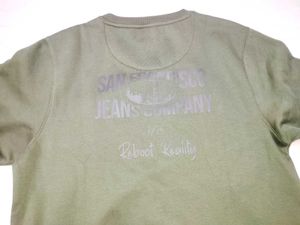 SAN FRANCISCO
JEANS COMPANY
Reboot Reality